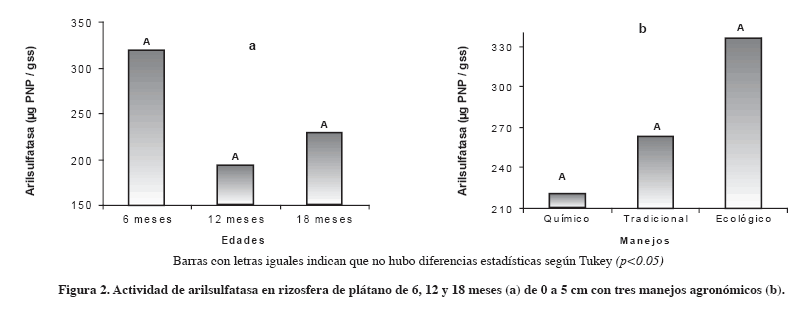 a
Arilsulfatasa (µg PNP / gss)
350
300
250
200
150
A
A
A
6 meses
12 meses
18 meses
Edades
b
Arilsulfatasa (µg PNP / gss)
330
300
270
240
210
A
A
A
Químico
Tradicional
Ecológico
Manejos
Barras con letras iguales indican que no hubo diferencias estadísticas según Tukey (p<0.05)
Figura 2. Actividad de arilsulfatasa en rizosfera de plátano de 6, 12 y 18 meses (a) de 0 a 5 cm con tres manejos agronómicos (b).